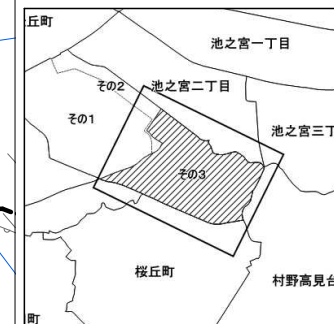 丘町
池之宮一丁目
その2
池之宮二丁目
その1
池之宮三丁
その3
桜丘町
村野高見台
町